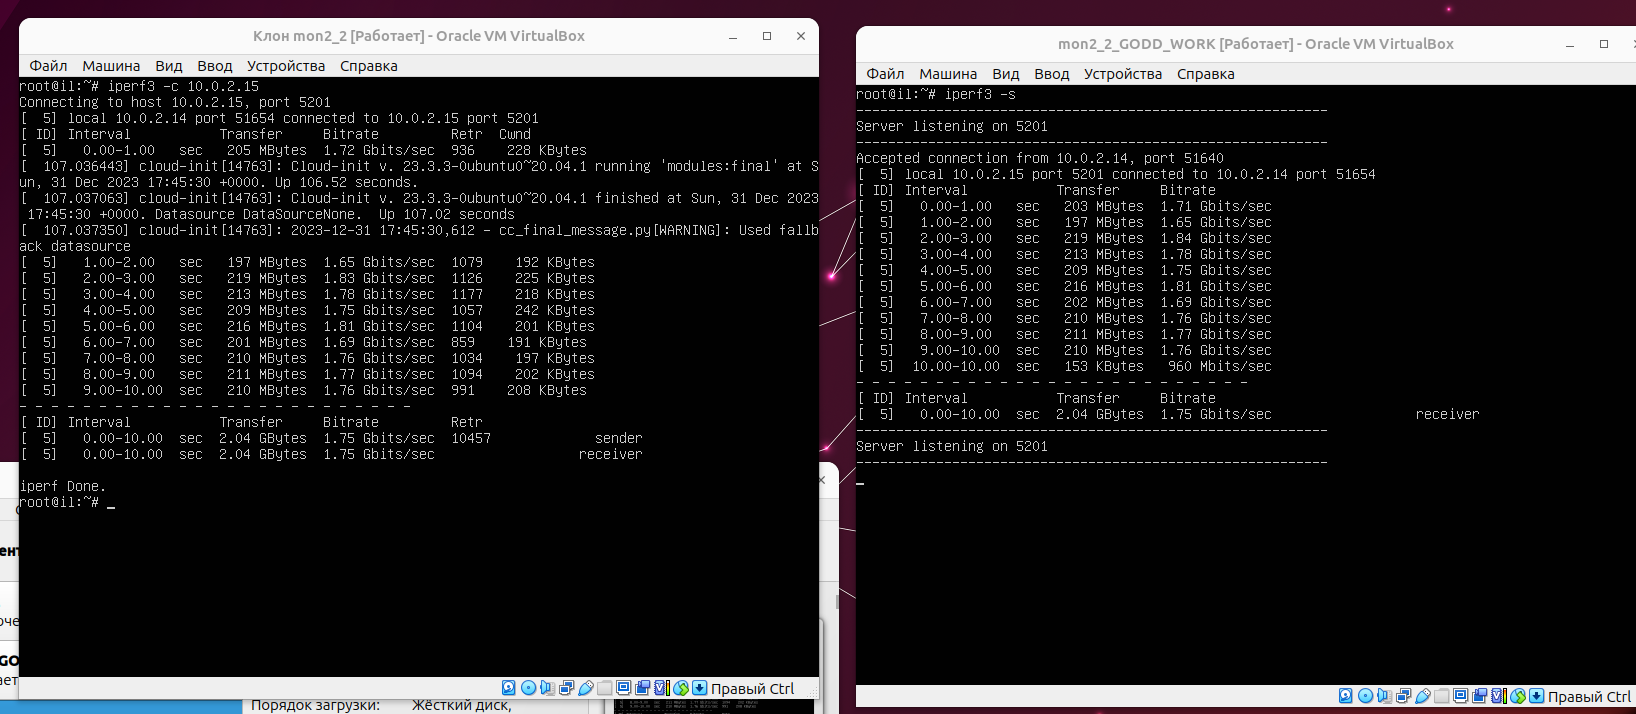 Клон mon2_2 [Работает] - Oracle VM VirtualBox
Файл Машина Вид Ввод Устройства Справка
root@il:~# iperf3 -c 10.0.2.15
Connecting to host 10.0.2.15, port 5201
[  5] local 10.0.2.14 port 51654 connected to 10.0.2.15 port 5201
[ ID] Interval           Transfer     Bitrate         Retr  Cwnd
[  5]   0.00-1.00   sec   205 MBytes  1.72 Gbits/sec  936    228 KBytes
[  107.036443] cloud-init[14763]: Cloud-init v. 23.3.3-0ubuntu0~20.04.1 running 'modules:final' at S
un, 31 Dec 2023 17:45:30 +0000. Up 106.52 seconds.
[  107.037063] cloud-init[14763]: Cloud-init v. 23.3.3-0ubuntu0~20.04.1 finished at Sun, 31 Dec 2023
 17:45:30 +0000. Datasource DataSourceNone.  Up 107.02 seconds
[  107.037350] cloud-init[14763]: 2023-12-31 17:45:30,612 - cc_final_message.py[WARNING]: Used fallb
ack datasource
[  5]   1.00-2.00   sec   197 MBytes  1.65 Gbits/sec  1079    192 KBytes
[  5]   2.00-3.00   sec   219 MBytes  1.83 Gbits/sec  1126    225 KBytes
[  5]   3.00-4.00   sec   213 MBytes  1.78 Gbits/sec  1177    218 KBytes
[  5]   4.00-5.00   sec   209 MBytes  1.75 Gbits/sec  1057    242 KBytes
[  5]   5.00-6.00   sec   216 MBytes  1.81 Gbits/sec  1104    201 KBytes
[  5]   6.00-7.00   sec   201 MBytes  1.69 Gbits/sec  859    191 KBytes
[  5]   7.00-8.00   sec   210 MBytes  1.76 Gbits/sec  1034    197 KBytes
[  5]   8.00-9.00   sec   211 MBytes  1.77 Gbits/sec  1094    202 KBytes
[  5]   9.00-10.00  sec   210 MBytes  1.76 Gbits/sec  991    208 KBytes
- - - - - - - - - - - - - - - - - - - - - - - - -
[ ID] Interval           Transfer     Bitrate         Retr
[  5]   0.00-10.00  sec  2.04 GBytes  1.75 Gbits/sec  10457             sender
[  5]   0.00-10.00  sec  2.04 GBytes  1.75 Gbits/sec                  receiver
iperf Done.
root@il:~# _
Правый Ctrl
Порядок загрузки: Жёсткий диск,
mon2_2_GODD_WORK [Работает] - Oracle VM VirtualBox
Файл Машина Вид Ввод Устройства Справка
root@il:~# iperf3 -s
-----------------------------------------------------------
Server listening on 5201
-----------------------------------------------------------
Accepted connection from 10.0.2.14, port 51640
[  5] local 10.0.2.15 port 5201 connected to 10.0.2.14 port 51654
[ ID] Interval           Transfer     Bitrate
[  5]   0.00-1.00   sec   203 MBytes  1.71 Gbits/sec
[  5]   1.00-2.00   sec   197 MBytes  1.65 Gbits/sec
[  5]   2.00-3.00   sec   219 MBytes  1.84 Gbits/sec
[  5]   3.00-4.00   sec   213 MBytes  1.78 Gbits/sec
[  5]   4.00-5.00   sec   209 MBytes  1.75 Gbits/sec
[  5]   5.00-6.00   sec   216 MBytes  1.81 Gbits/sec
[  5]   6.00-7.00   sec   202 MBytes  1.69 Gbits/sec
[  5]   7.00-8.00   sec   210 MBytes  1.76 Gbits/sec
[  5]   8.00-9.00   sec   211 MBytes  1.77 Gbits/sec
[  5]   9.00-10.00  sec   210 MBytes  1.76 Gbits/sec
[  5]  10.00-10.00  sec   153 KBytes   960 Mbits/sec
- - - - - - - - - - - - - - - - - - - - - - - - -
[ ID] Interval           Transfer     Bitrate
[  5]   0.00-10.00  sec  2.04 GBytes  1.75 Gbits/sec                  receiver
-----------------------------------------------------------
Server listening on 5201
-----------------------------------------------------------
_
Правый Ctrl